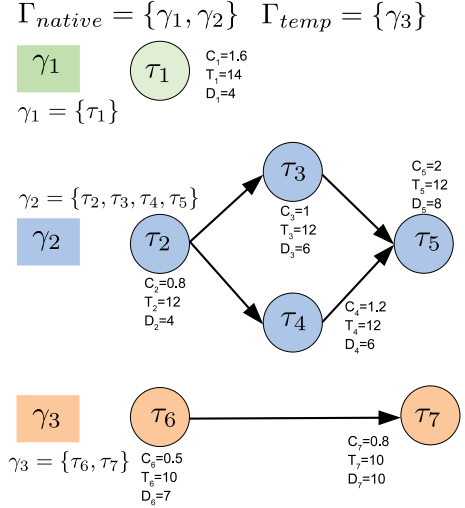 Γnative = {γ1, γ2} Γtemp = {γ3}
γ1
τ1
C1=1.6
T1=14
D1=4
γ1 = {τ1}
γ2 = {τ2, τ3, τ4, τ5}
γ2
τ2
C2=0.8
T2=12
D2=4
τ3
C3=1
T3=12
D3=6
τ4
C4=1.2
T4=12
D4=6
C5=2
T5=12
D5=8
τ5
γ3
γ3 = {τ6, τ7}
τ6
C6=0.5
T6=10
D6=7
τ7
C7=0.8
T7=10
D7=10